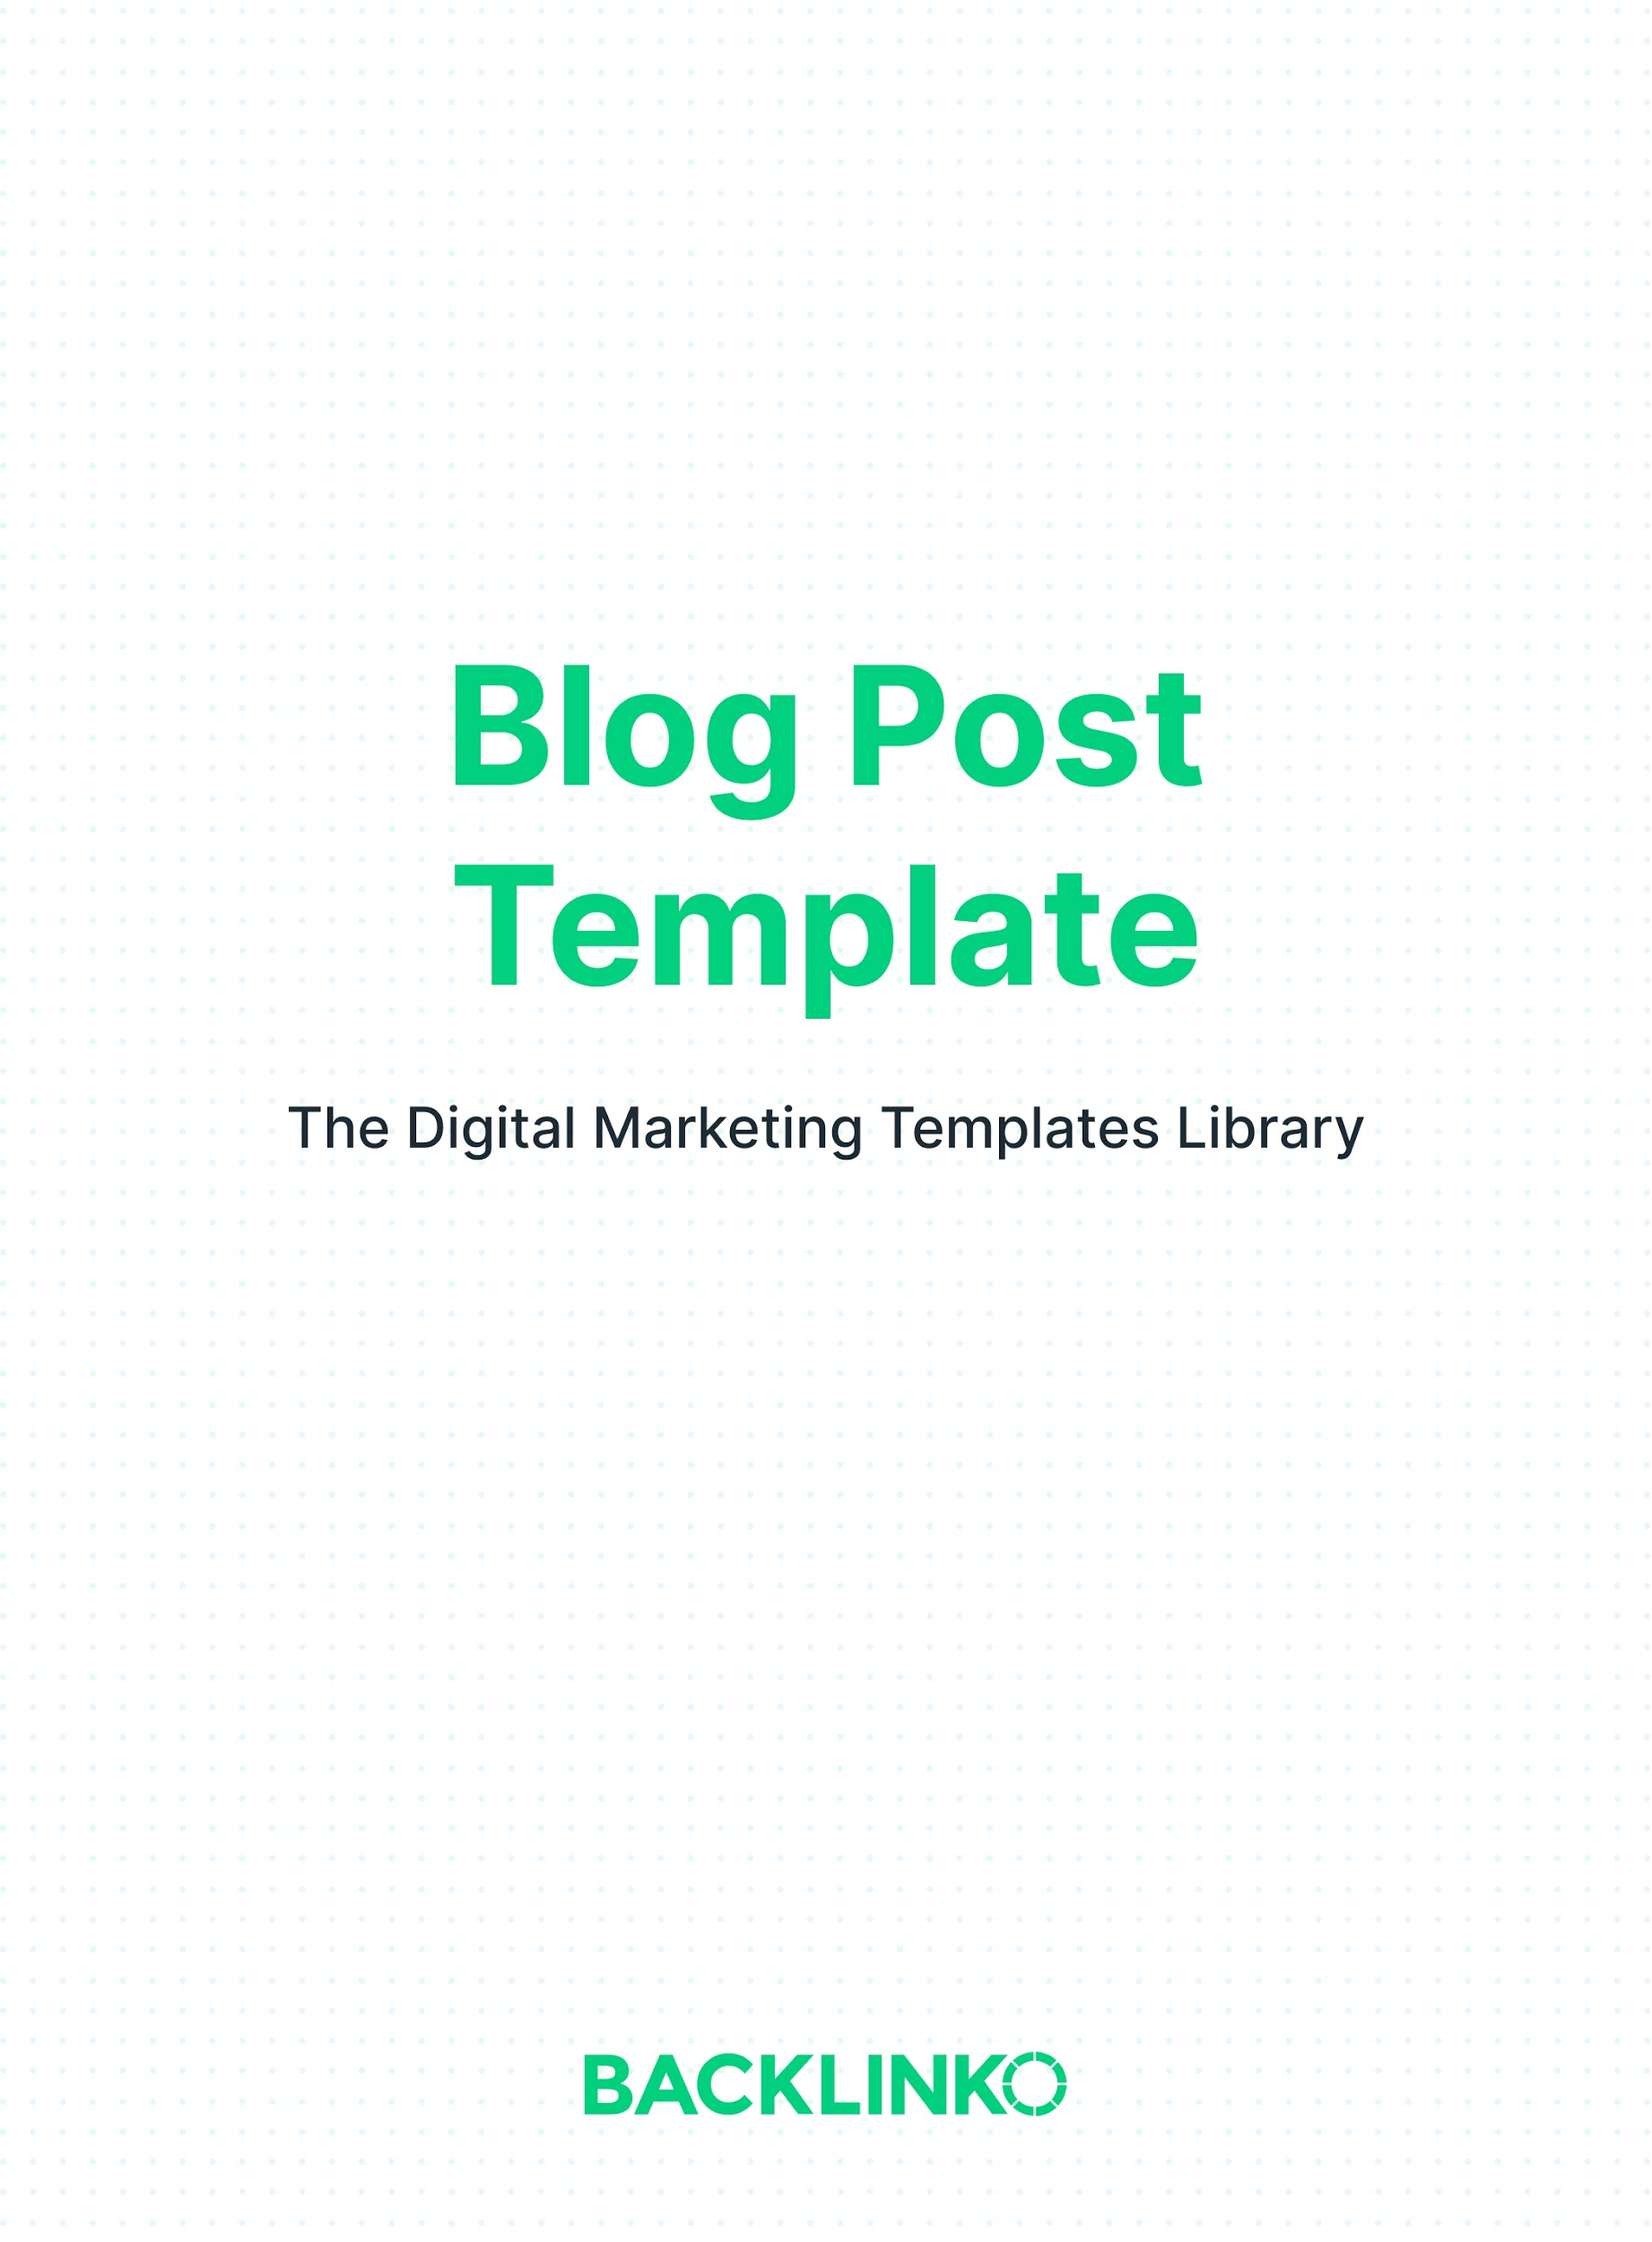 Blog Post
Template
The Digital Marketing Templates Library
BACKLINKO